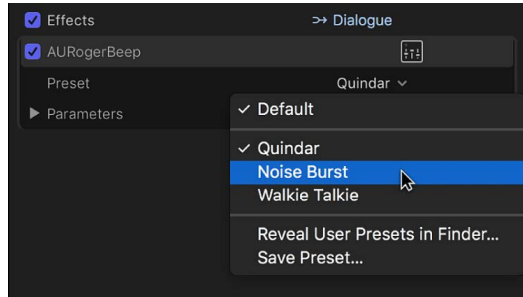 Effects
Dialogue
AURogerBeep
Preset
Quindar
Parameters
Default
Quindar
Noise Burst
Walkie Talkie
Reveal User Presets in Finder...
Save Preset...